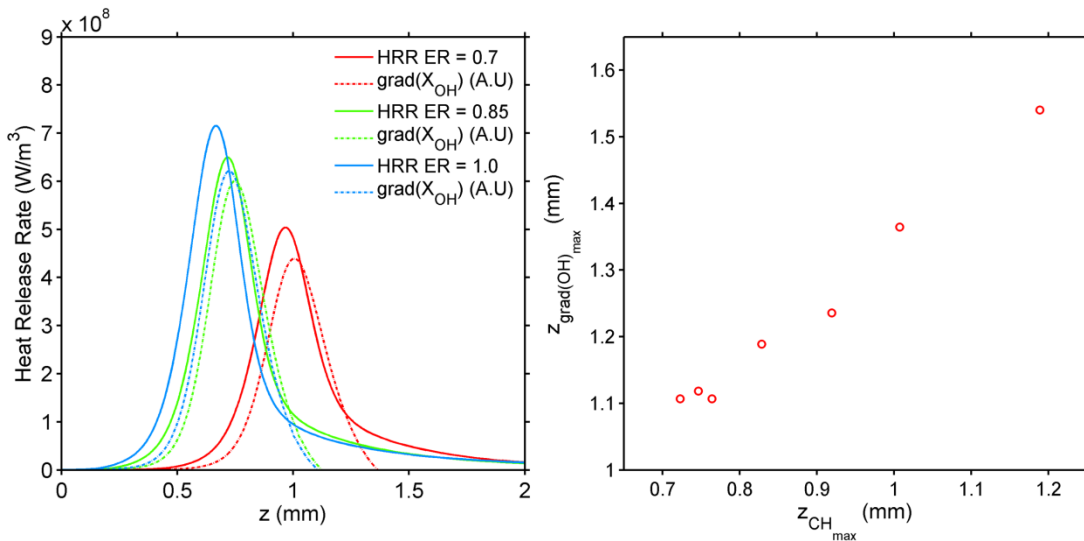 × 10⁸
9
8
7
6
5
4
3
2
1
0
Heat Release Rate (W/m³)
0 0.5 1 1.5 2
z (mm)
HRR ER = 0.7
grad(X_OH) (A.U)
HRR ER = 0.85
grad(X_OH) (A.U)
HRR ER = 1.0
grad(X_OH) (A.U)
1.6
1.5
1.4
1.3
1.2
1.1
1
z_grad(OH)_max (mm)
0.7 0.8 0.9 1 1.1 1.2
z_CH_max (mm)